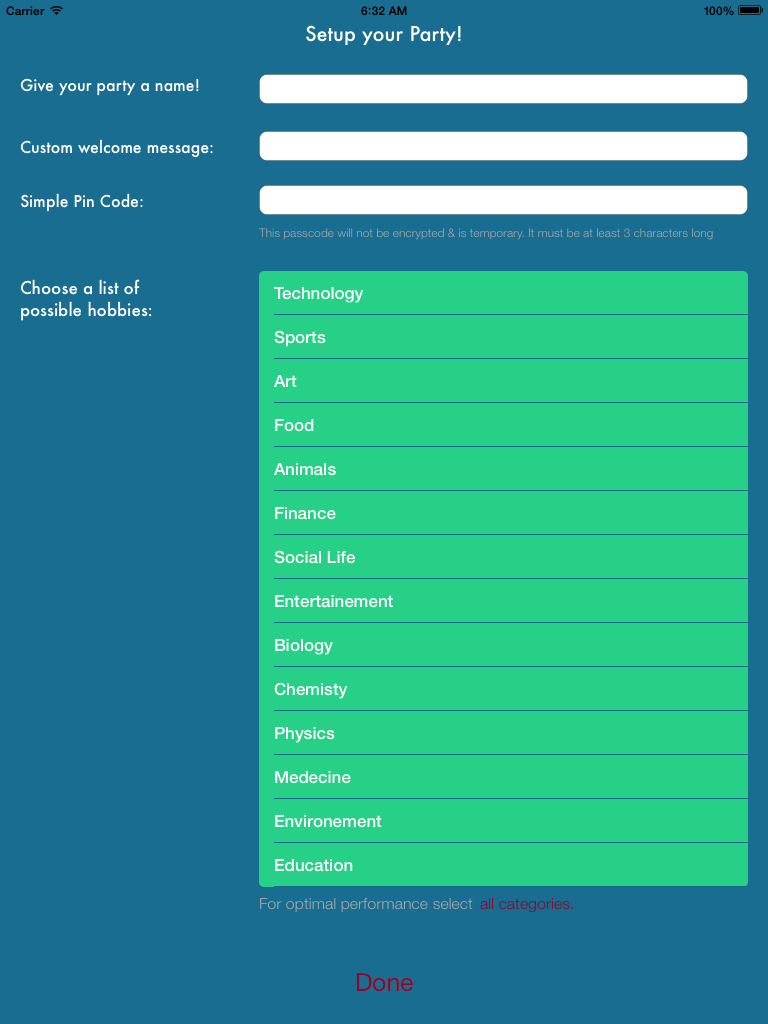 Carrier 6:32 AM 100%
Setup your Party!
Give your party a name!
Custom welcome message:
Simple Pin Code:
This passcode will not be encrypted & is temporary. It must be at least 3 characters long
Choose a list of
possible hobbies:
Technology
Sports
Art
Food
Animals
Finance
Social Life
Entertainement
Biology
Chemisty
Physics
Medecine
Environement
Education
For optimal performance select all categories.
Done